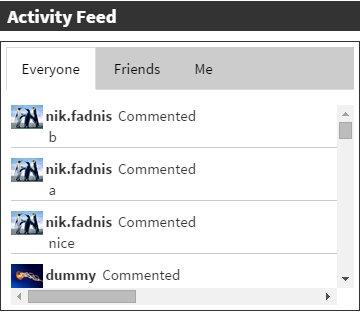 Activity Feed
Everyone Friends Me
nik.fadnis Commented
b
nik.fadnis Commented
a
nik.fadnis Commented
nice
dummy Commented